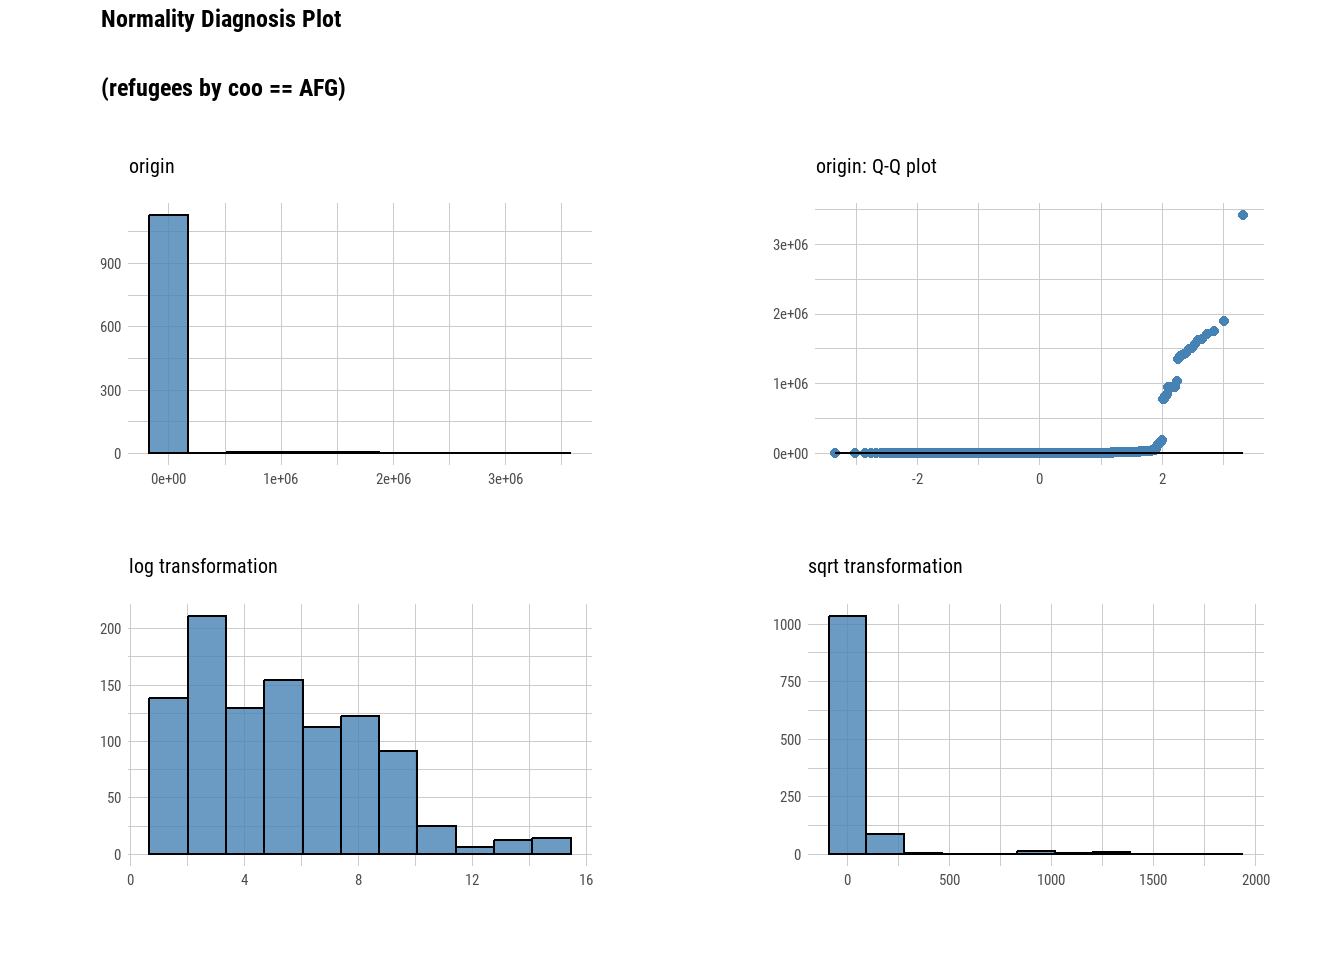 Normality Diagnosis Plot
(refugees by coo == AFG)
origin
900
600
300
0
0e+00 1e+06 2e+06 3e+06
origin: Q-Q plot
3e+06
2e+06
1e+06
0e+00
-2 0 2
log transformation
200
150
100
50
0
0 4 8 12 16
sqrt transformation
1000
750
500
250
0
0 500 1000 1500 2000